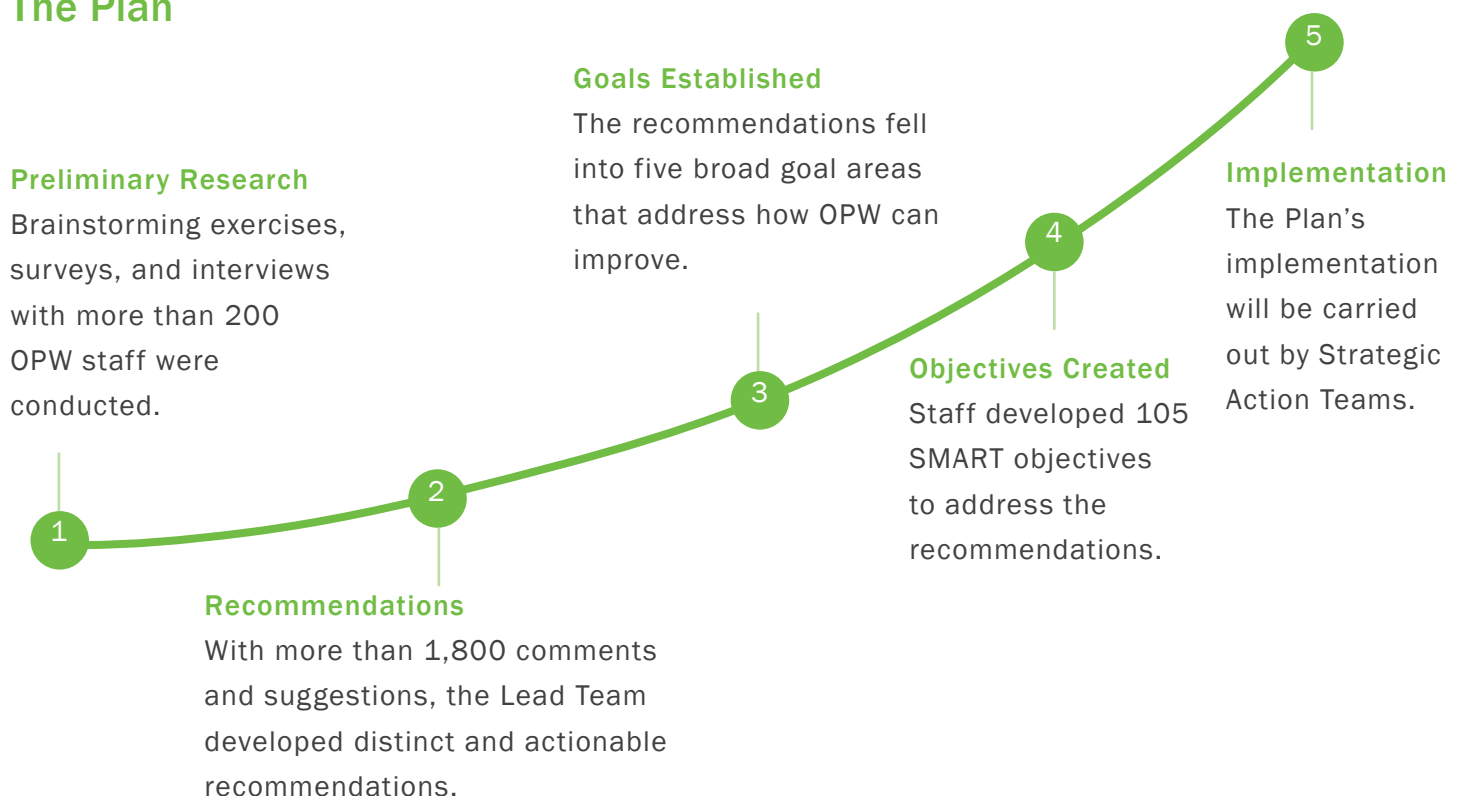 The Plan
1
Preliminary Research
Brainstorming exercises,
surveys, and interviews
with more than 200
OPW staff were
conducted.
2
Recommendations
With more than 1,800 comments
and suggestions, the Lead Team
developed distinct and actionable
recommendations.
3
Goals Established
The recommendations fell
into five broad goal areas
that address how OPW can
improve.
4
Objectives Created
Staff developed 105
SMART objectives
to address the
recommendations.
5
Implementation
The Plan’s
implementation
will be carried
out by Strategic
Action Teams.